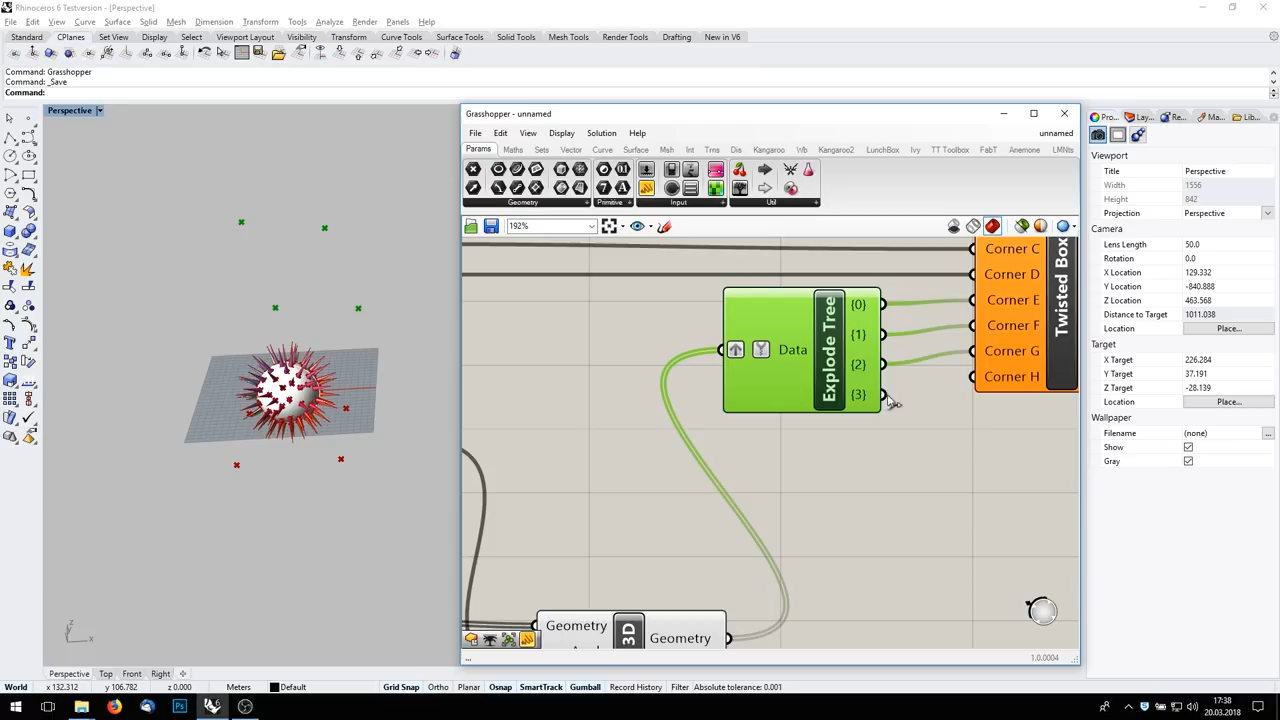 Rhinoceros 6 Testversion - [Perspective]
File Edit View Curve Surface Solid Mesh Dimension Transform Tools Analyze Render Panels Help
Standard CPlanes Set View Display Select Viewport Layout Visibility Transform Curve Tools Surface Tools Solid Tools Mesh Tools Render Tools Drafting New in V6
Command: Grasshopper
Command: _Save
Command:
Perspective
Grasshopper - unnamed
File Edit View Display Solution Help unnamed
Params Maths Sets Vector Curve Surface Msh Int Trns Dis Kangaroo Wb Kangaroo2 LunchBox Ivy TT Toolbox FabT Anemone LMNts
Geometry Primitive Input Util
192%
Corner C
Corner D
Corner E
Corner F
Corner G
Corner H
Twisted Box
Data
Explode Tree
{0}
{1}
{2}
{3}
Geometry
3D
Geometry
...
1.0.0004
Pro... Lay... Re... Ma... Lib...
Viewport
Title Perspective
Width 1556
Height 842
Projection Perspective
Camera
Lens Length 50.0
Rotation 0.0
X Location 129.332
Y Location -840.888
Z Location 463.568
Distance to Target 1011.038
Location Place...
Target
X Target 226.284
Y Target 37.191
Z Target -28.139
Location Place...
Wallpaper
Filename (none) ...
Show
Gray
z
x
Perspective Top Front Right
World x 132.312 y 106.782 z 0.000 Meters Default Grid Snap Ortho Planar Osnap SmartTrack Gumball Record History Filter Absolute tolerance: 0.001
Ps
17:38
20.03.2018